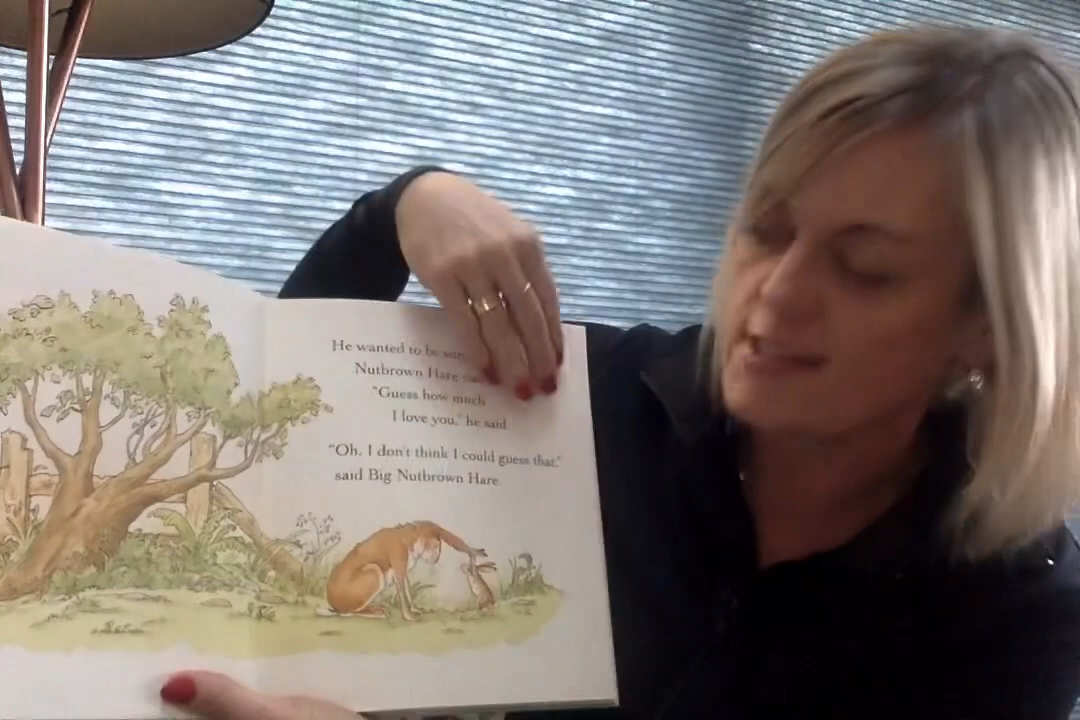 He wanted to be sure
Nutbrown Hare
"Guess how much
I love you," he said.
"Oh, I don't think I could guess that,"
said Big Nutbrown Hare.